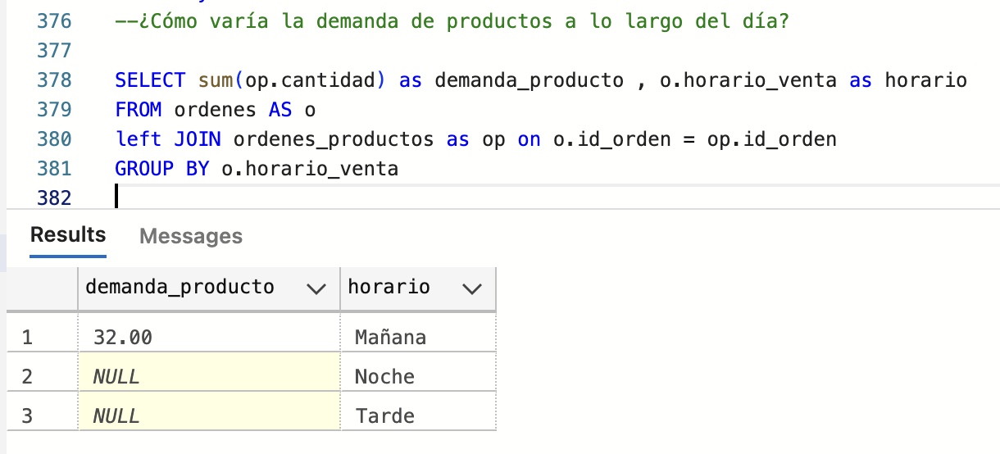 376 --¿Cómo varía la demanda de productos a lo largo del día?
377
378 SELECT sum(op.cantidad) as demanda_producto , o.horario_venta as horario
379 FROM ordenes AS o
380 left JOIN ordenes_productos as op on o.id_orden = op.id_orden
381 GROUP BY o.horario_venta
382
Results Messages
demanda_producto horario
1 32.00 Mañana
2 NULL Noche
3 NULL Tarde